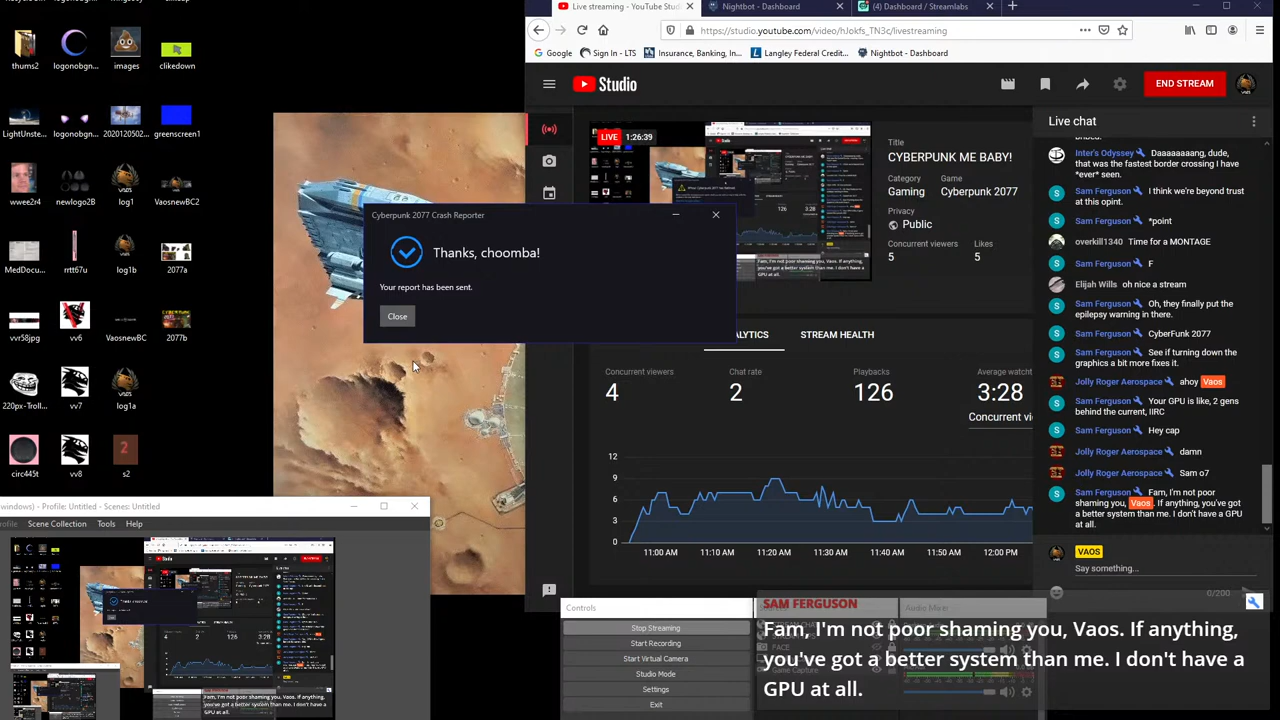 thums2
logonobgn...
images
clikedown
LightUnste...
logonobgn...
2020120502...
greenscreen1
wvee2r4
newlogo2B
log1
VaosnewBC2
MedDocu...
rrtt67u
log1b
2077a
vvr58jpg
vv6
VaosnewBC
2077b
220px-Troll...
vv7
log1a
circ445t
vv8
s2
Live streaming - YouTube Stud
Nightbot - Dashboard
(4) Dashboard / Streamlabs
https://studio.youtube.com/video/hJokfs_TN3c/livestreaming
Google
Sign In - LTS
Insurance, Banking, In...
Langley Federal Credit...
Nightbot - Dashboard
Studio
END STREAM
LIVE 1:26:39
Title
CYBERPUNK ME BABY!
Category
Game
Gaming
Cyberpunk 2077
Privacy
Public
Concurrent viewers
Likes
5
5
Cyberpunk 2077 Crash Reporter
Thanks, choomba!
Your report has been sent.
Close
ALYTICS
STREAM HEALTH
Concurrent viewers
Chat rate
Playbacks
Average watcht
4
2
126
3:28
Concurrent vi
12
9
6
3
0
11:00 AM
11:10 AM
11:20 AM
11:30 AM
11:40 AM
11:50 AM
12:00 PM
Live chat
Inter's Odyssey Daaaaaaaang, dude,
that was the fastest border crossing I have
*ever* seen.
Sam Ferguson I think we're beyond trust
at this opint.
Sam Ferguson *point
overkill1340 Time for a MONTAGE
Sam Ferguson F
Elijah Wills oh nice a stream
Sam Ferguson Oh, they finally put the
epilepsy warning in there.
Sam Ferguson CyberFunk 2077
Sam Ferguson See if turning down the
graphics a bit more fixes it.
Jolly Roger Aerospace ahoy Vaos
Sam Ferguson Your GPU is like, 2 gens
behind the current, IIRC
Sam Ferguson Hey cap
Jolly Roger Aerospace damn
Jolly Roger Aerospace Sam o7
Sam Ferguson Fam, I'm not poor
shaming you, Vaos. If anything, you've got
a better system than me. I don't have a GPU
at all.
VAOS
Say something...
0/200
windows) - Profile: Untitled - Scenes: Untitled
rofile
Scene Collection
Tools
Help
Controls
Stop Streaming
Start Recording
Start Virtual Camera
Studio Mode
Settings
Exit
Audio Mixer
FACE
SAM FERGUSON
Fam, I'm not poor shaming you, Vaos. If anything,
you've got a better system than me. I don't have a
GPU at all.